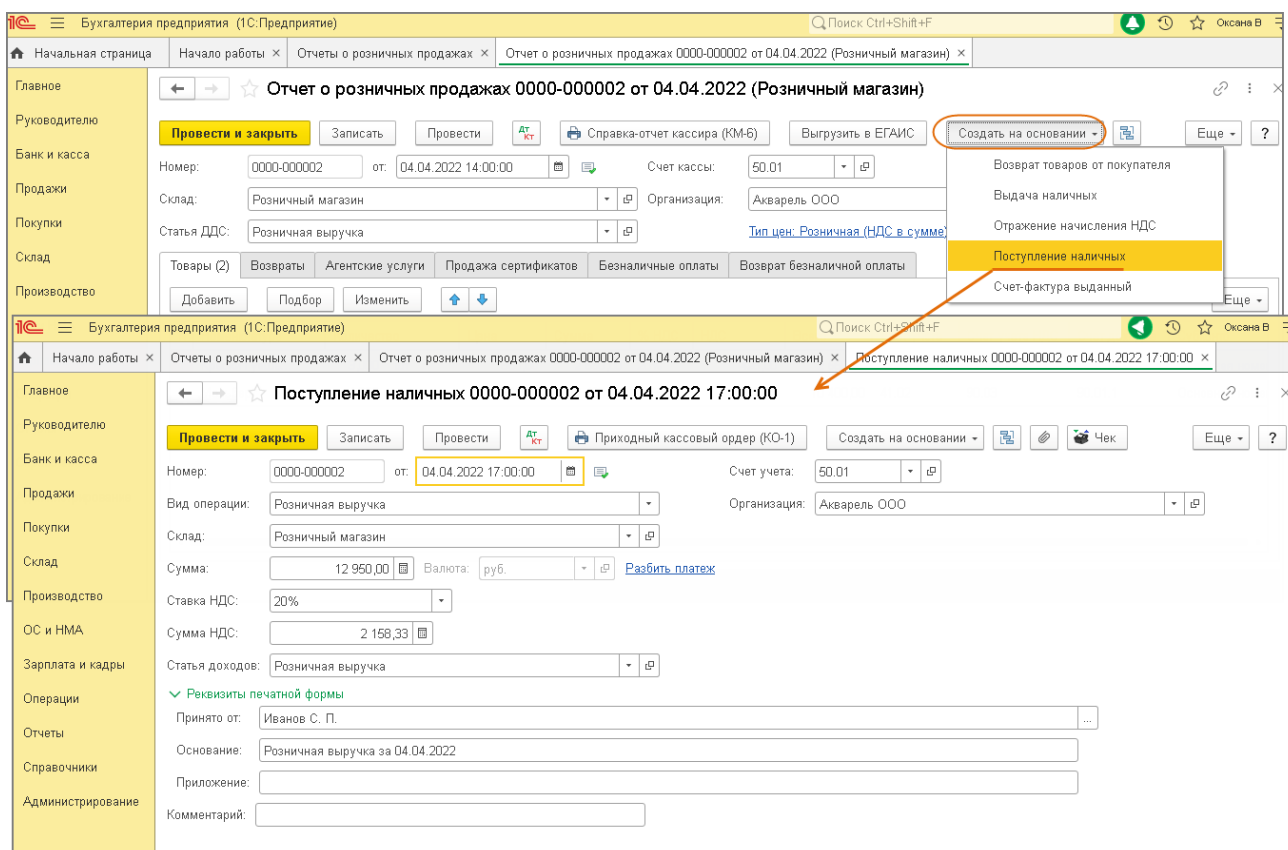 1С Бухгалтерия предприятия (1С:Предприятие) Поиск Ctrl+Shift+F Оксана В
Начальная страница Начало работы × Отчеты о розничных продажах × Отчет о розничных продажах 0000-000002 от 04.04.2022 (Розничный магазин) ×
Главное
Руководителю
Банк и касса
Продажи
Покупки
Склад
Производство
Отчет о розничных продажах 0000-000002 от 04.04.2022 (Розничный магазин)
Провести и закрыть Записать Провести Дт Кт Справка-отчет кассира (КМ-6) Выгрузить в ЕГАИС Создать на основании Еще ?
Номер: 0000-000002 от: 04.04.2022 14:00:00 Счет кассы: 50.01
Склад: Розничный магазин Организация: Акварель ООО
Статья ДДС: Розничная выручка Тип цен: Розничная (НДС в сумме)
Товары (2) Возвраты Агентские услуги Продажа сертификатов Безналичные оплаты Возврат безналичной оплаты
Добавить Подбор Изменить Еще
Возврат товаров от покупателя
Выдача наличных
Отражение начисления НДС
Поступление наличных
Счет-фактура выданный
1С Бухгалтерия предприятия (1С:Предприятие) Поиск Ctrl+Shift+F Оксана В
Начало работы × Отчеты о розничных продажах × Отчет о розничных продажах 0000-000002 от 04.04.2022 (Розничный магазин) × Поступление наличных 0000-000002 от 04.04.2022 17:00:00 ×
Главное
Руководителю
Банк и касса
Продажи
Покупки
Склад
Производство
ОС и НМА
Зарплата и кадры
Операции
Отчеты
Справочники
Администрирование
Поступление наличных 0000-000002 от 04.04.2022 17:00:00
Провести и закрыть Записать Провести Дт Кт Приходный кассовый ордер (КО-1) Создать на основании Чек Еще ?
Номер: 0000-000002 от: 04.04.2022 17:00:00 Счет учета: 50.01
Вид операции: Розничная выручка Организация: Акварель ООО
Склад: Розничный магазин
Сумма: 12 950,00 Валюта: руб. Разбить платеж
Ставка НДС: 20%
Сумма НДС: 2 158,33
Статья доходов: Розничная выручка
Реквизиты печатной формы
Принято от: Иванов С. П. ...
Основание: Розничная выручка за 04.04.2022
Приложение:
Комментарий: